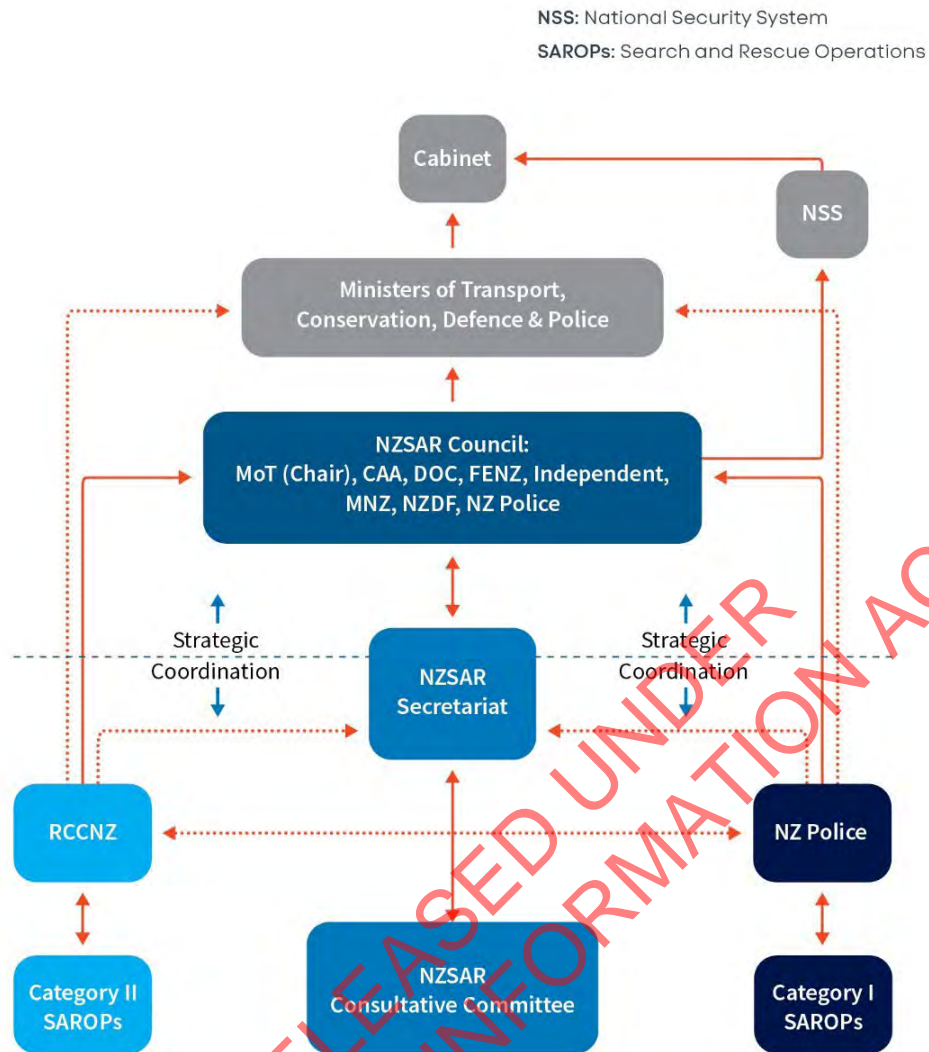 NSS: National Security System
SAROPs: Search and Rescue Operations
Cabinet
NSS
Ministers of Transport,
Conservation, Defence & Police
NZSAR Council:
MoT (Chair), CAA, DOC, FENZ, Independent,
MNZ, NZDF, NZ Police
Strategic
Coordination
NZSAR
Secretariat
Strategic
Coordination
RCCNZ
NZ Police
Category II
SAROPs
NZSAR
Consultative Committee
Category I
SAROPs
RELEASED UNDER
INFORMATION